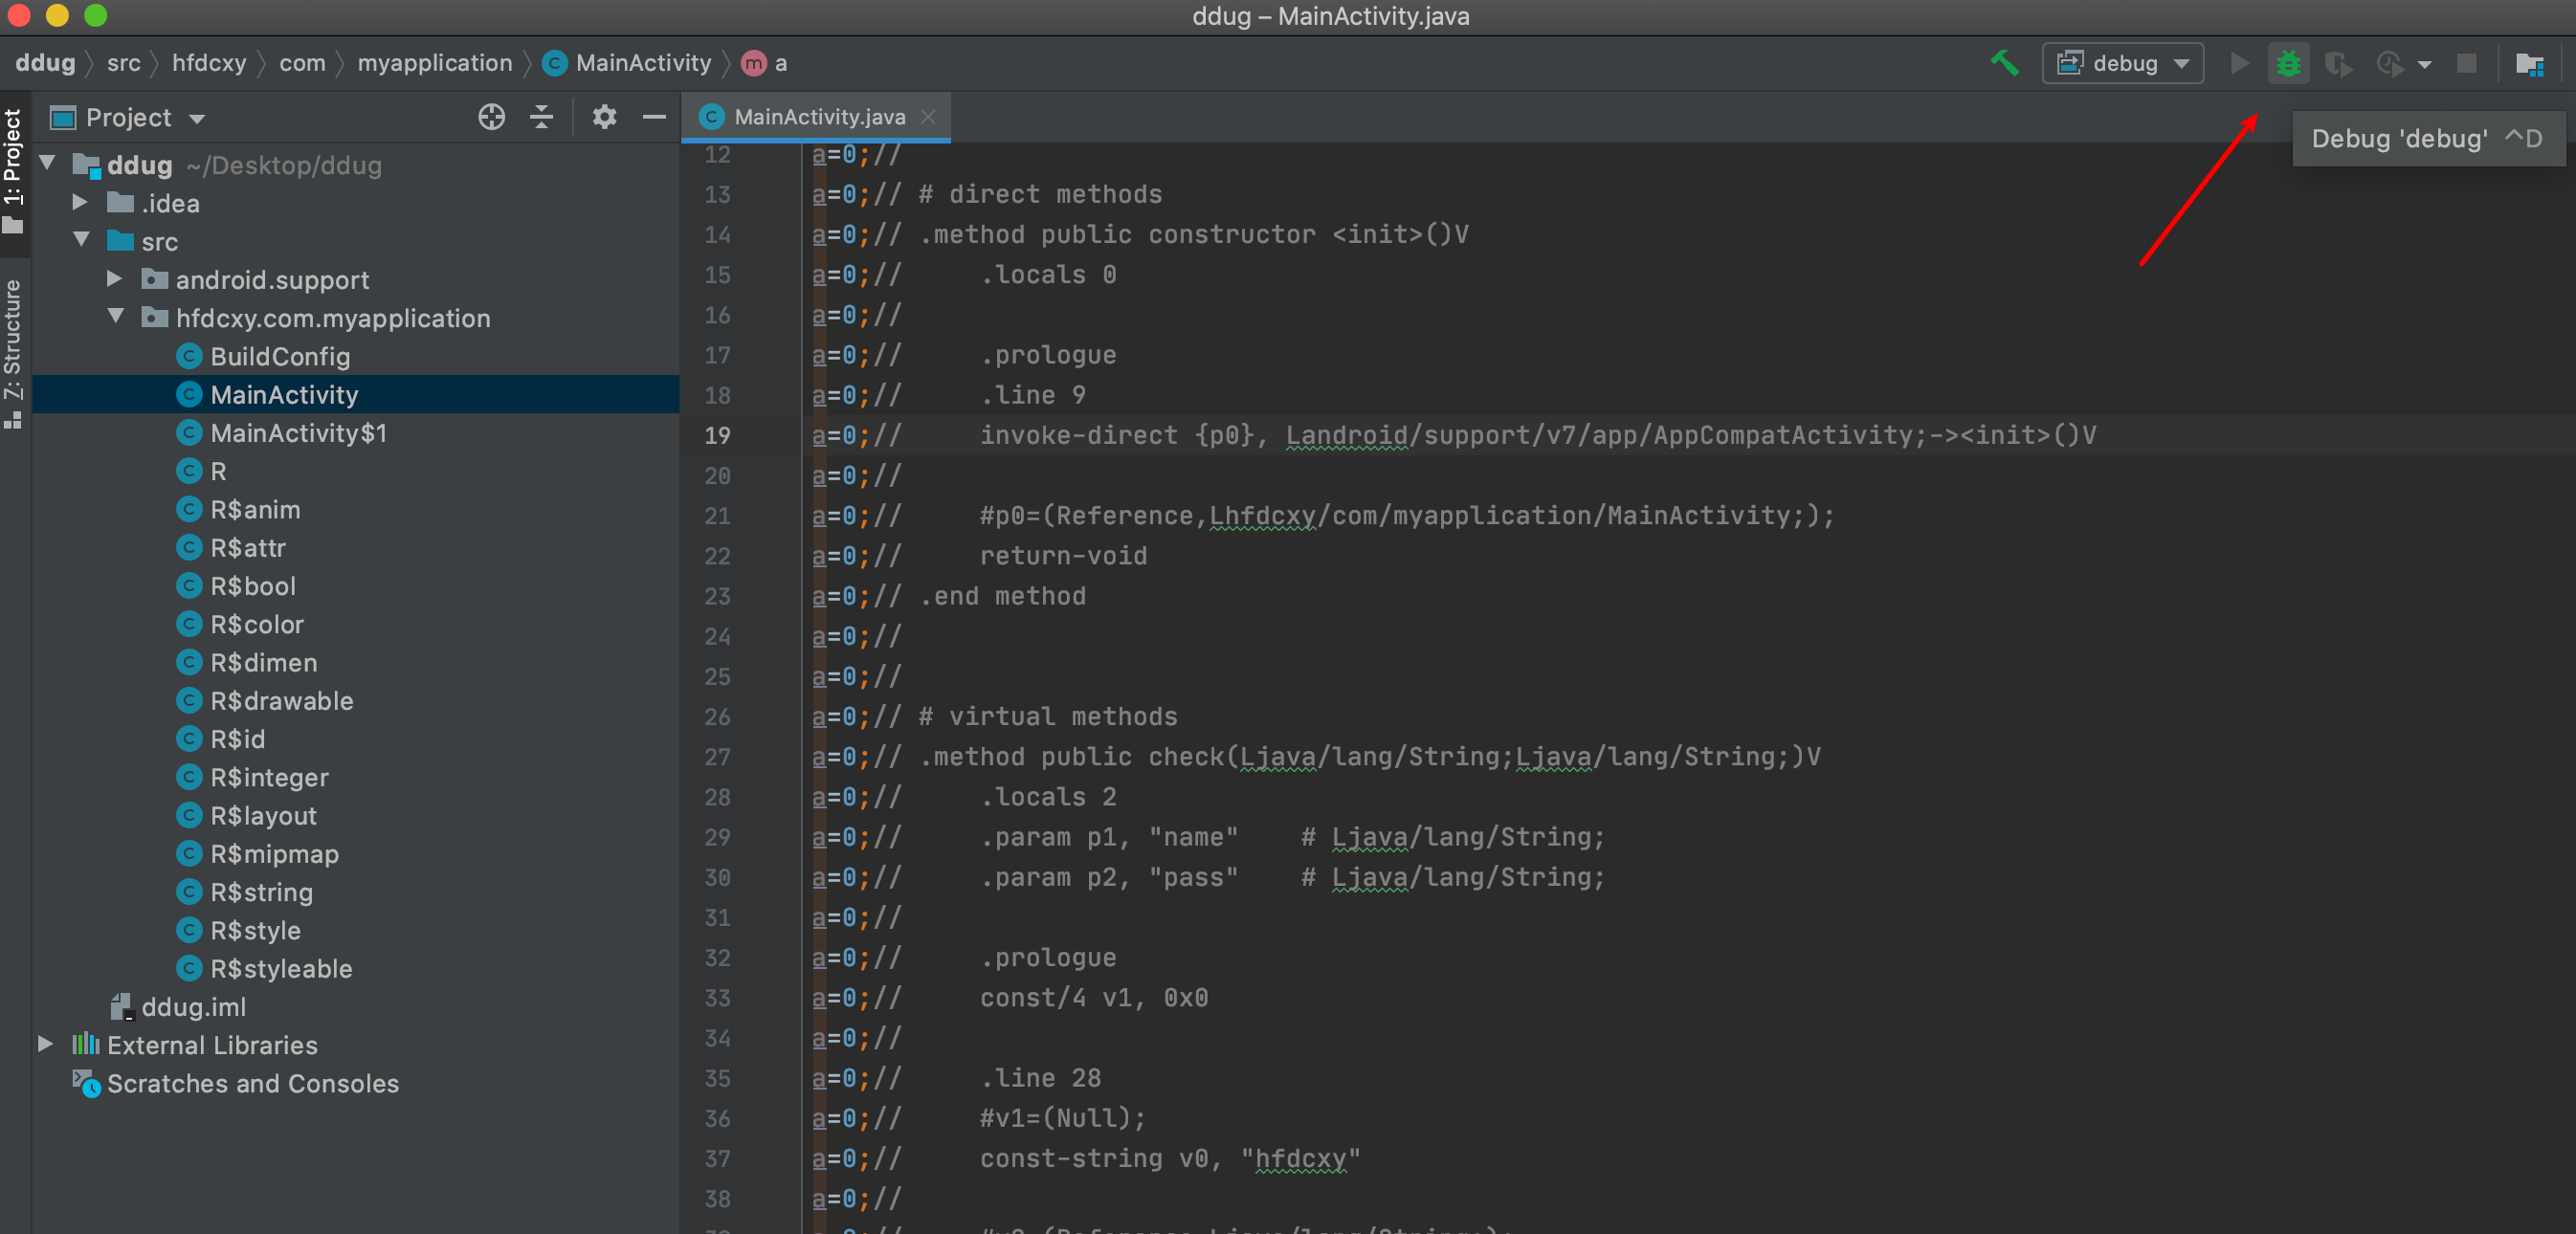 ddug – MainActivity.java
ddug src hfdcxy com myapplication MainActivity a
debug
Debug 'debug' ^D
1: Project
Z: Structure
Project
MainActivity.java
ddug ~/Desktop/ddug
.idea
src
android.support
hfdcxy.com.myapplication
BuildConfig
MainActivity
MainActivity$1
R
R$anim
R$attr
R$bool
R$color
R$dimen
R$drawable
R$id
R$integer
R$layout
R$mipmap
R$string
R$style
R$styleable
ddug.iml
External Libraries
Scratches and Consoles
12 a=0;//
13 a=0;// # direct methods
14 a=0;// .method public constructor <init>()V
15 a=0;//     .locals 0
16 a=0;//
17 a=0;//     .prologue
18 a=0;//     .line 9
19 a=0;//     invoke-direct {p0}, Landroid/support/v7/app/AppCompatActivity;-><init>()V
20 a=0;//
21 a=0;//     #p0=(Reference,Lhfdcxy/com/myapplication/MainActivity;);
22 a=0;//     return-void
23 a=0;// .end method
24 a=0;//
25 a=0;//
26 a=0;// # virtual methods
27 a=0;// .method public check(Ljava/lang/String;Ljava/lang/String;)V
28 a=0;//     .locals 2
29 a=0;//     .param p1, "name"    # Ljava/lang/String;
30 a=0;//     .param p2, "pass"    # Ljava/lang/String;
31 a=0;//
32 a=0;//     .prologue
33 a=0;//     const/4 v1, 0x0
34 a=0;//
35 a=0;//     .line 28
36 a=0;//     #v1=(Null);
37 a=0;//     const-string v0, "hfdcxy"
38 a=0;//